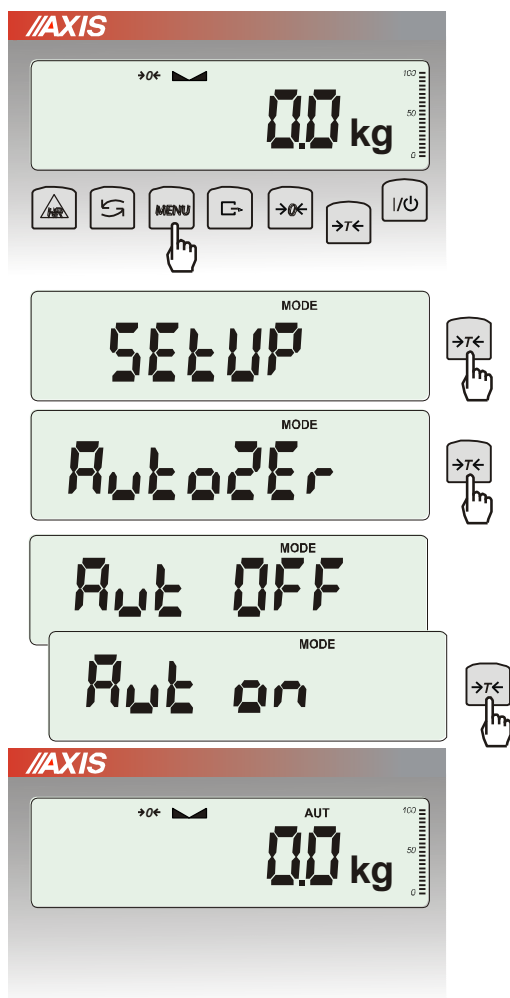 AXIS
→0← 100
50
0.0 kg
0
HR MENU →0← →T← I/⏻
MODE
SEtUP →T←
MODE
AutoZEr →T←
MODE
Aut OFF
MODE
Aut on →T←
AXIS
→0← AUT 100
50
0.0 kg
0